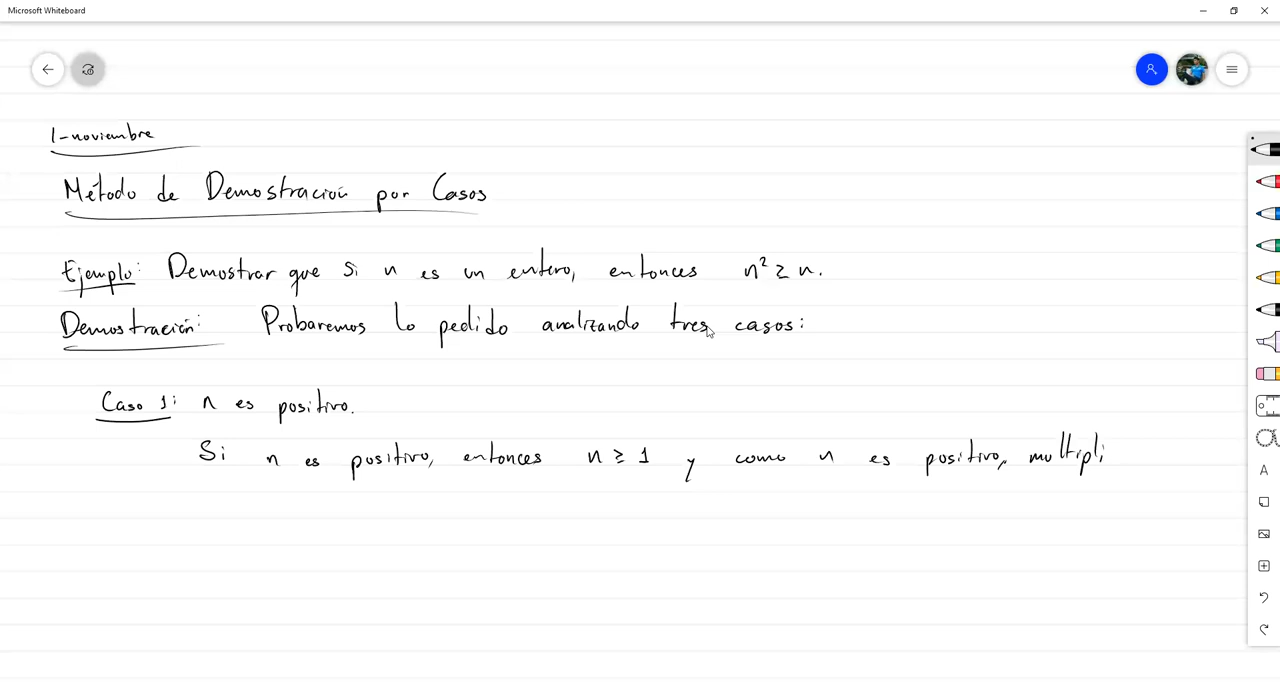 Microsoft Whiteboard
1-noviembre
Método de Demostración por Casos
Ejemplo: Demostrar que si n es un entero, entonces n² ≥ n.
Demostración: Probaremos lo pedido analizando tres casos:
Caso 1: n es positivo.
Si n es positivo, entonces n ≥ 1 y como n es positivo, multipli
A